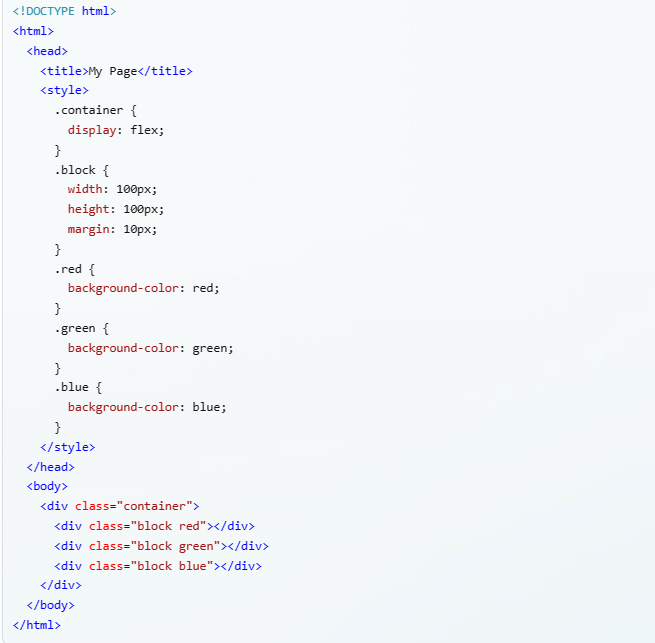 <!DOCTYPE html>
<html>
  <head>
    <title>My Page</title>
    <style>
      .container {
        display: flex;
      }
      .block {
        width: 100px;
        height: 100px;
        margin: 10px;
      }
      .red {
        background-color: red;
      }
      .green {
        background-color: green;
      }
      .blue {
        background-color: blue;
      }
    </style>
  </head>
  <body>
    <div class="container">
      <div class="block red"></div>
      <div class="block green"></div>
      <div class="block blue"></div>
    </div>
  </body>
</html>